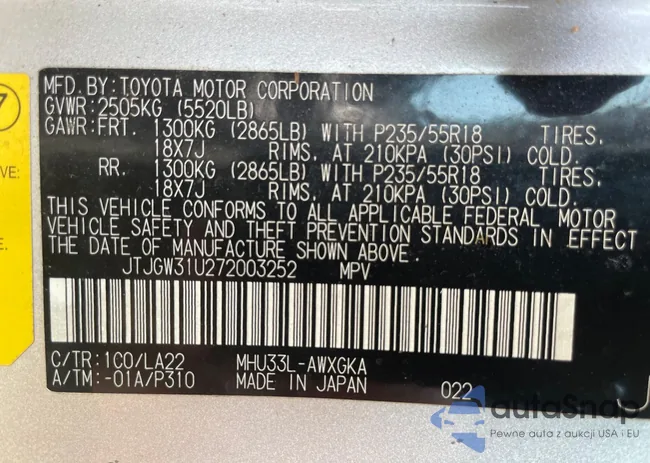 7
VE:
MFD.BY:TOYOTA MOTOR CORPORATION
GVWR:2505KG (5520LB)
GAWR:FRT. 1300KG (2865LB) WITH P235/55R18 TIRES,
18X7J RIMS, AT 210KPA (30PSI) COLD.
RR. 1300KG (2865LB) WITH P235/55R18 TIRES,
18X7J RIMS, AT 210KPA (30PSI) COLD.
THIS VEHICLE CONFORMS TO ALL APPLICABLE FEDERAL MOTOR
VEHICLE SAFETY AND THEFT PREVENTION STANDARDS IN EFFECT ON
THE DATE OF MANUFACTURE SHOWN ABOVE.
JTJGW31U272003252 MPV
C/TR:1C0/LA22 MHU33L-AWXGKA
A/TM:-01A/P310 MADE IN JAPAN 022
autoSnap
Pewne auta z aukcji USA i EU